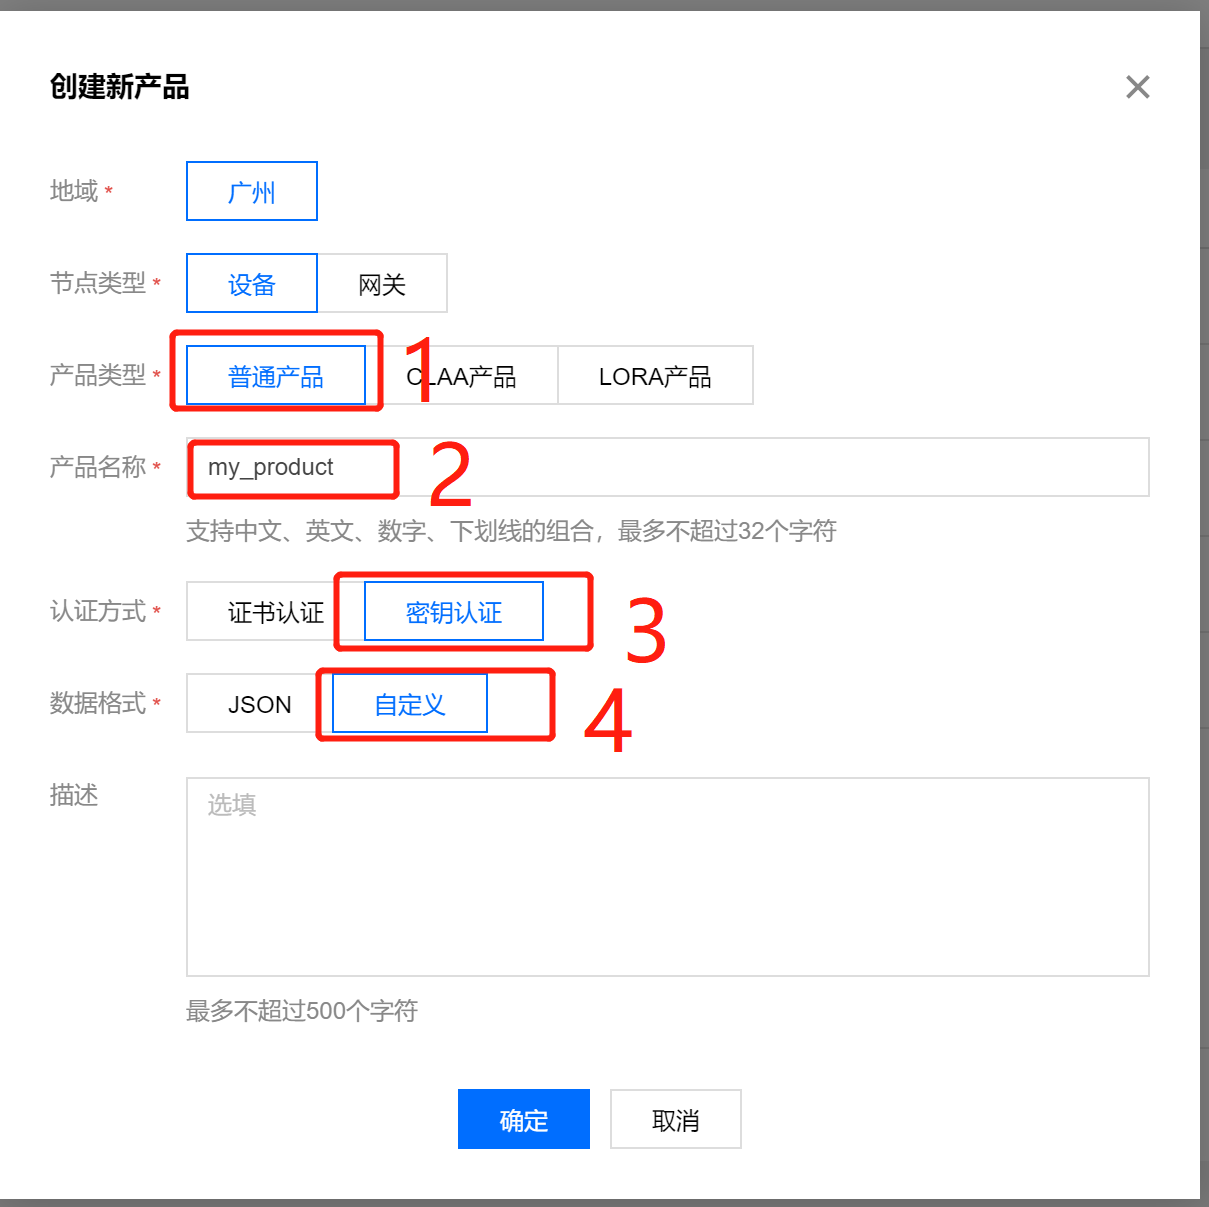 创建新产品
地域 * 广州
节点类型 * 设备 网关
产品类型 * 普通产品 1 CLAA产品 LORA产品
产品名称 * my_product 2
支持中文、英文、数字、下划线的组合，最多不超过32个字符
认证方式 * 证书认证 密钥认证 3
数据格式 * JSON 自定义 4
描述 选填
最多不超过500个字符
确定 取消